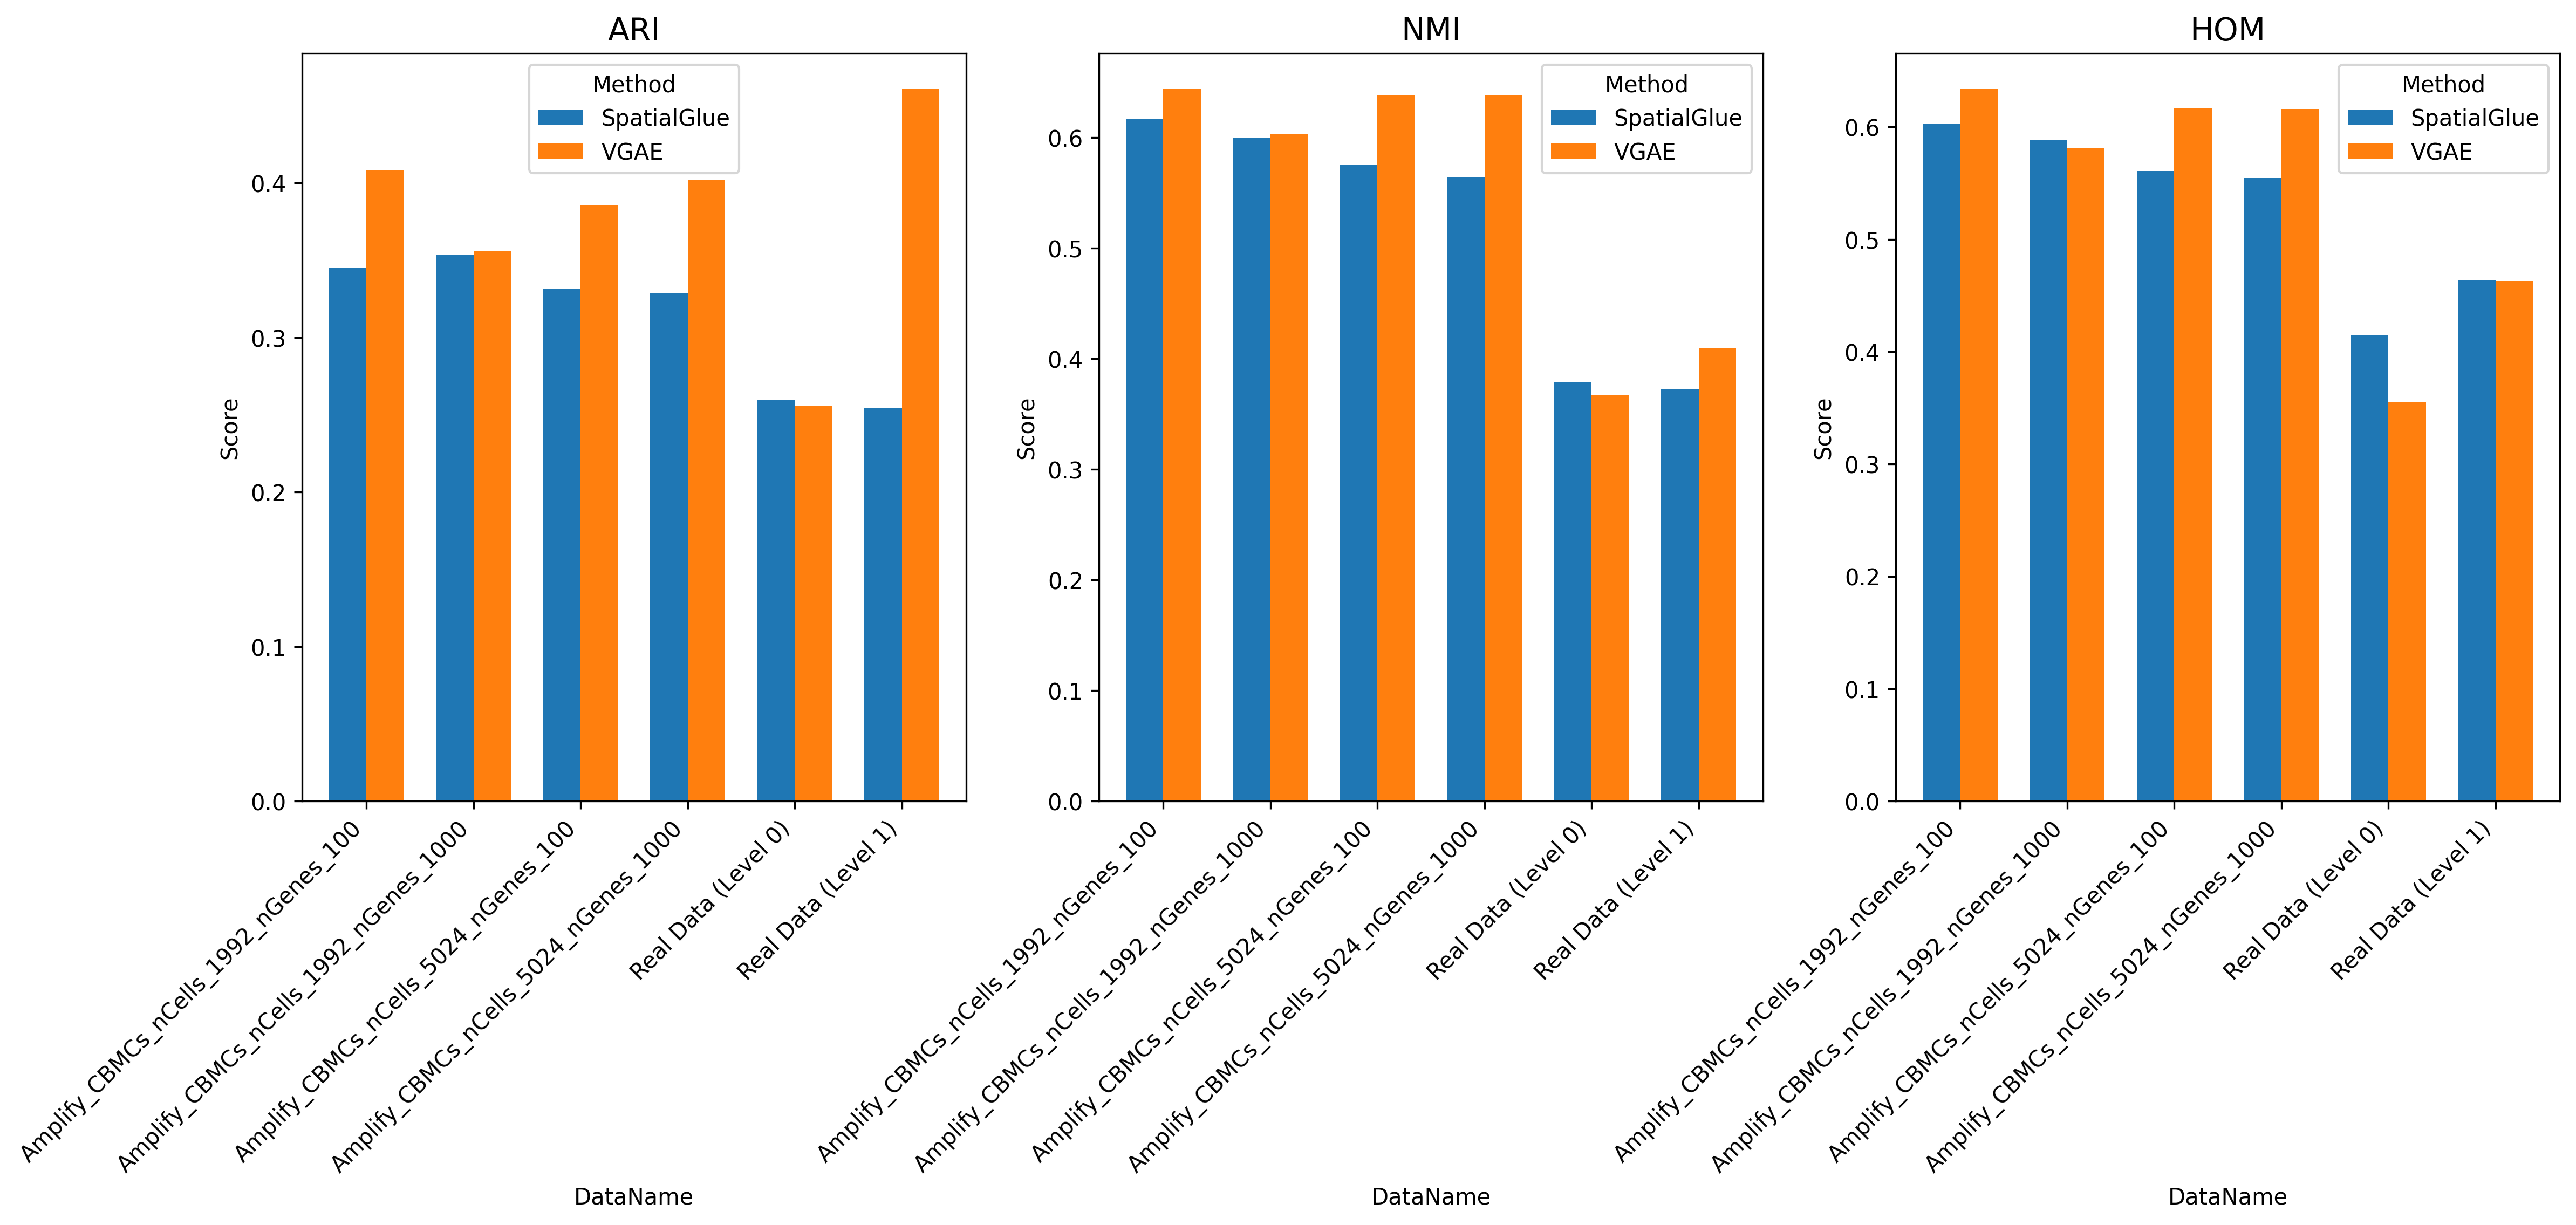 ARI
Method
SpatialGlue
VGAE
Score
0.4
0.3
0.2
0.1
0.0
Amplify_CBMCs_nCells_1992_nGenes_100
Amplify_CBMCs_nCells_1992_nGenes_1000
Amplify_CBMCs_nCells_5024_nGenes_100
Amplify_CBMCs_nCells_5024_nGenes_1000
Real Data (Level 0)
Real Data (Level 1)
DataName
NMI
Method
SpatialGlue
VGAE
Score
0.6
0.5
0.4
0.3
0.2
0.1
0.0
Amplify_CBMCs_nCells_1992_nGenes_100
Amplify_CBMCs_nCells_1992_nGenes_1000
Amplify_CBMCs_nCells_5024_nGenes_100
Amplify_CBMCs_nCells_5024_nGenes_1000
Real Data (Level 0)
Real Data (Level 1)
DataName
HOM
Method
SpatialGlue
VGAE
Score
0.6
0.5
0.4
0.3
0.2
0.1
0.0
Amplify_CBMCs_nCells_1992_nGenes_100
Amplify_CBMCs_nCells_1992_nGenes_1000
Amplify_CBMCs_nCells_5024_nGenes_100
Amplify_CBMCs_nCells_5024_nGenes_1000
Real Data (Level 0)
Real Data (Level 1)
DataName